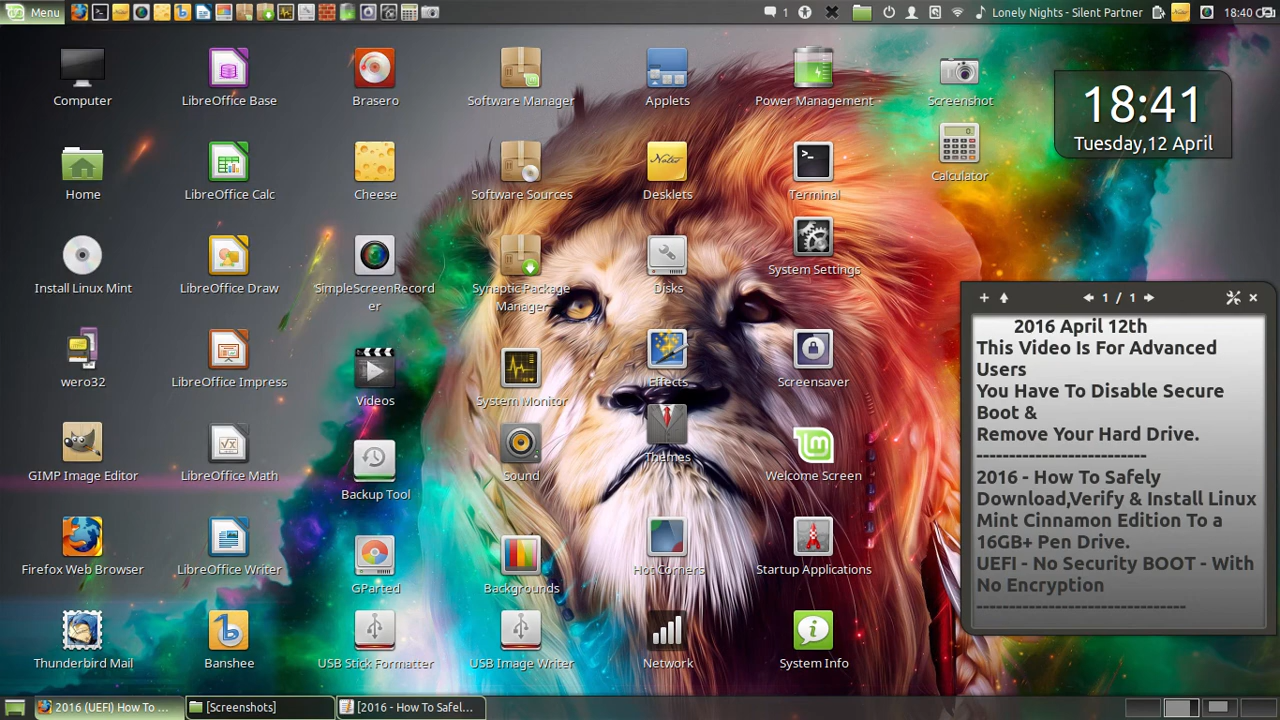 Menu
1
Lonely Nights - Silent Partner
18:40
Computer
LibreOffice Base
Brasero
Software Manager
Applets
Power Management
Screenshot
18:41
Tuesday,12 April
Home
LibreOffice Calc
Cheese
Software Sources
Notes
Desklets
Terminal
Calculator
Install Linux Mint
LibreOffice Draw
SimpleScreenRecord
er
Synaptic Package
Manager
Disks
System Settings
wero32
LibreOffice Impress
Videos
System Monitor
Effects
Screensaver
GIMP Image Editor
LibreOffice Math
Backup Tool
Sound
Themes
Welcome Screen
Firefox Web Browser
LibreOffice Writer
GParted
Backgrounds
Hot Corners
Startup Applications
Thunderbird Mail
Banshee
USB Stick Formatter
USB Image Writer
Network
System Info
1 / 1
2016 April 12th
This Video Is For Advanced
Users
You Have To Disable Secure
Boot &
Remove Your Hard Drive.
--------------------------
2016 - How To Safely
Download,Verify & Install Linux
Mint Cinnamon Edition To a
16GB+ Pen Drive.
UEFI - No Security BOOT - With
No Encryption
--------------------------------
2016 (UEFI) How To ...
[Screenshots]
[2016 - How To Safel...